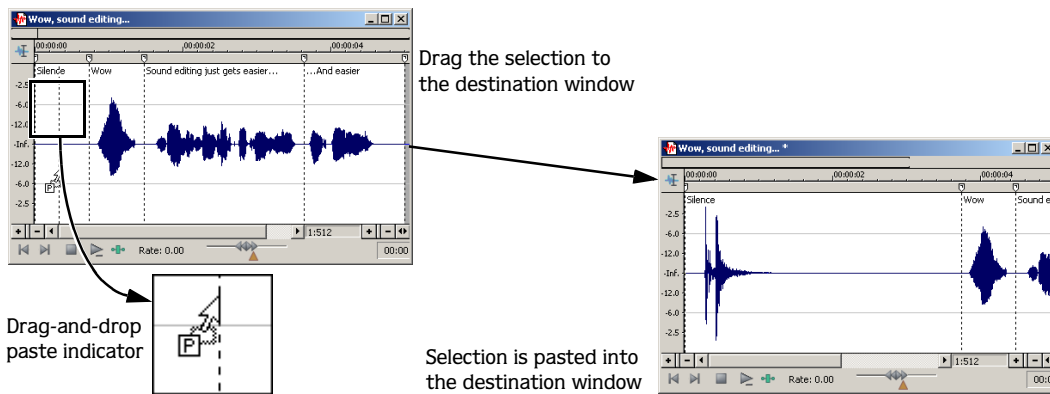 Wow, sound editing...
00:00:00 ,00:00:02 ,00:00:04
Silence Wow Sound editing just gets easier... ...And easier
-2.5
-6.0
-12.0
-Inf.
-12.0
-6.0
-2.5
P
1:512
Rate: 0.00 00:00
Drag the selection to
the destination window
Drag-and-drop
paste indicator
P
Wow, sound editing... *
00:00:00 ,00:00:02 ,00:00:04
Silence Wow Sound e
-2.5
-6.0
-12.0
-Inf.
-12.0
-6.0
-2.5
1:512
Rate: 0.00 00:0
Selection is pasted into
the destination window